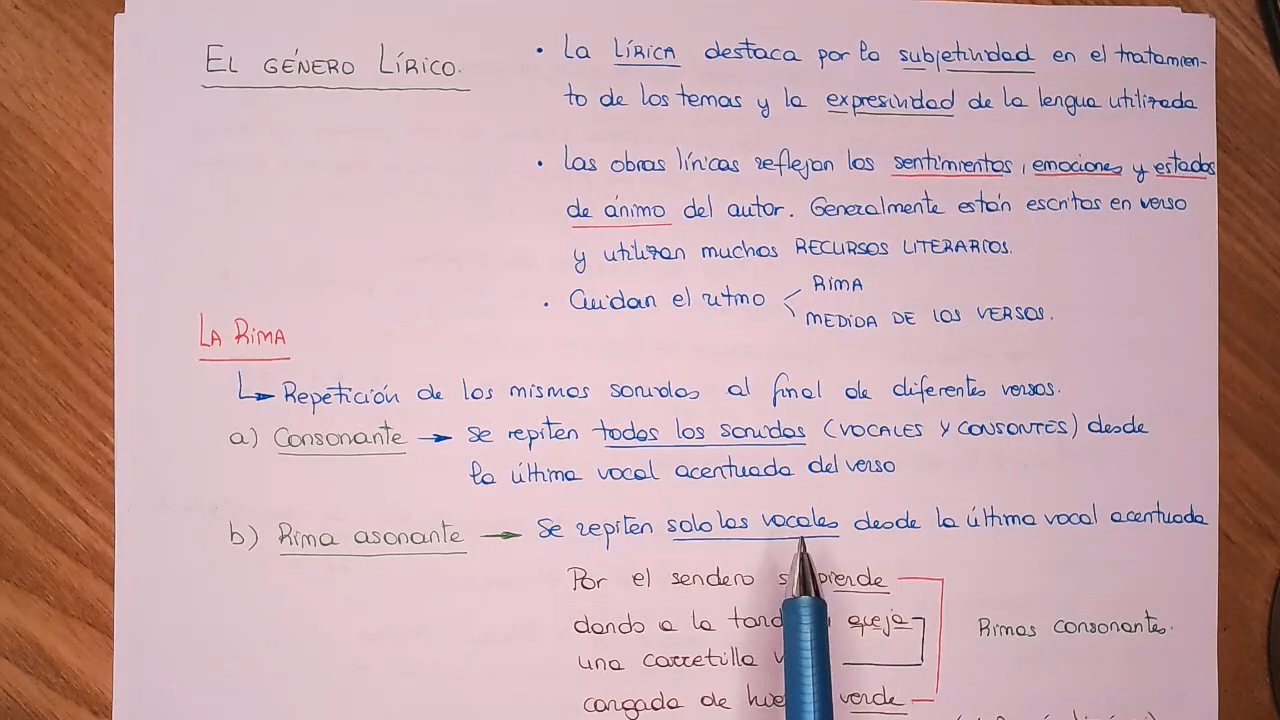 EL GÉNERO LÍRICO.
• La LÍRICA destaca por la subjetividad en el tratamien-
to de los temas y la expresividad de la lengua utilizada
• Las obras líricas reflejan los sentimientos, emociones y estados
de ánimo del autor. Generalmente están escritos en verso
y utilizan muchos RECURSOS LITERARIOS.
• Cuidan el ritmo
RIMA
MEDIDA DE LOS VERSOS.
LA RIMA
Repetición de los mismos sonidos al final de diferentes versos.
a) Consonante → Se repiten todos los sonidos (VOCALES Y CONSONTES) desde
la última vocal acentuada del verso
b) Rima asonante → Se repiten solo las vocales desde la última vocal acentuada
Por el sendero
dando a la queja
una carretilla
cargada de verde
Rimas consonantes.